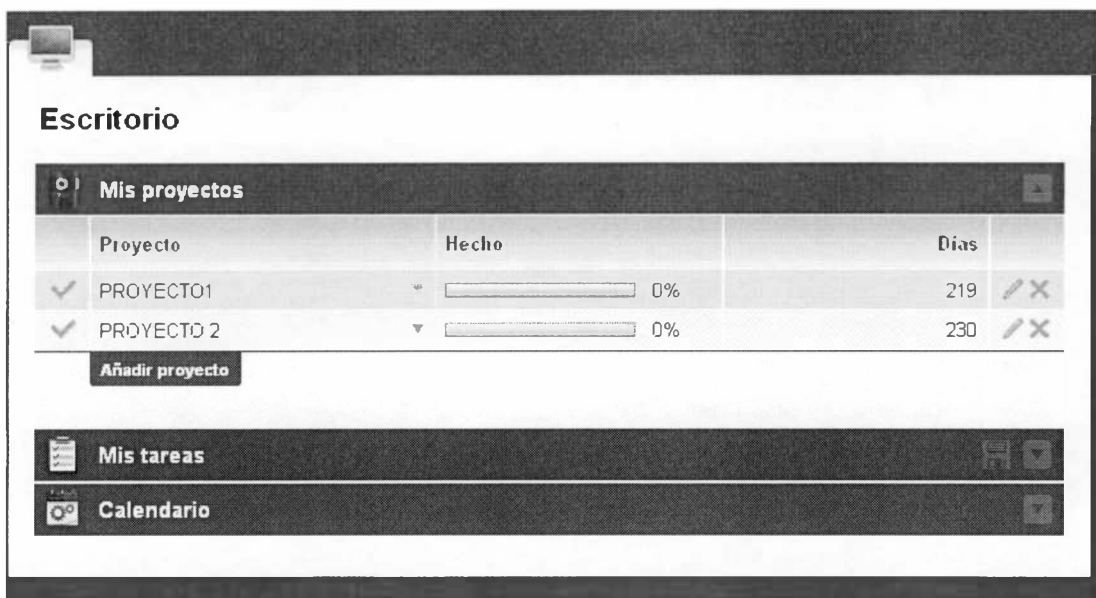 Escritorio
Mis proyectos
Proyecto Hecho Días
PROYECTO1 0% 219
PROYECTO 2 0% 230
Añadir proyecto
Mis tareas
Calendario